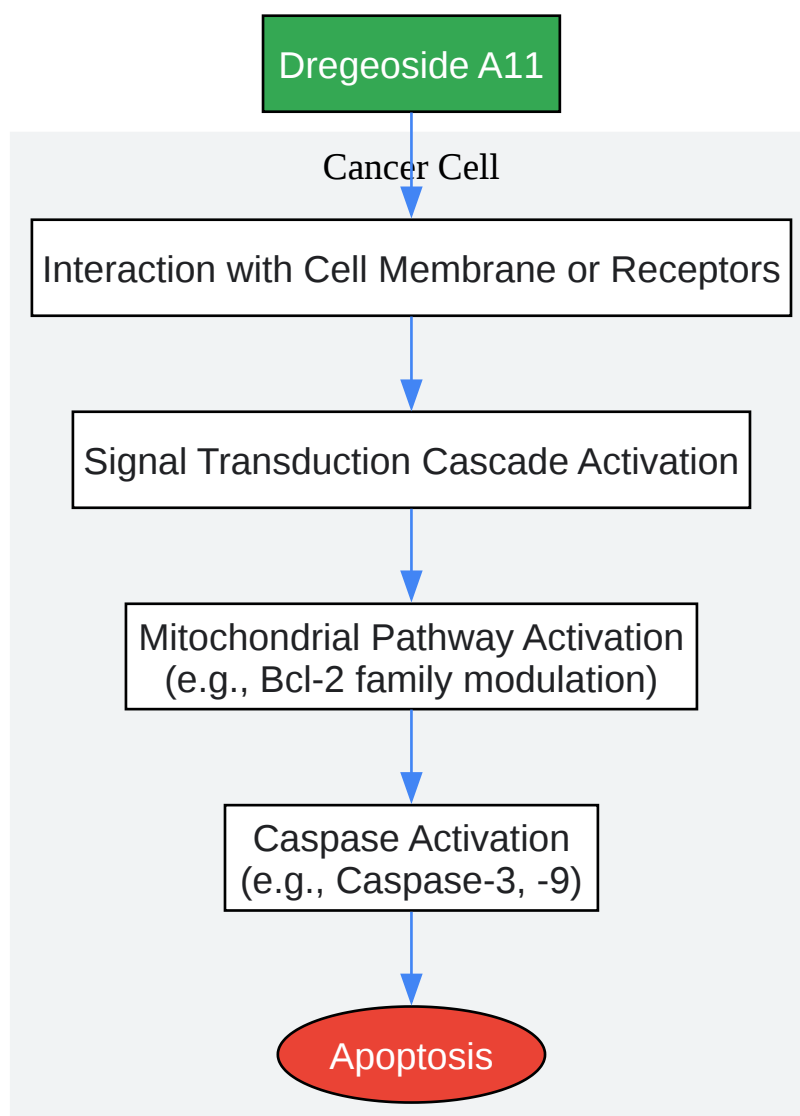 Dregeoside A11
Cancer Cell
Interaction with Cell Membrane or Receptors
Signal Transduction Cascade Activation
Mitochondrial Pathway Activation
(e.g., Bcl-2 family modulation)
Caspase Activation
(e.g., Caspase-3, -9)
Apoptosis